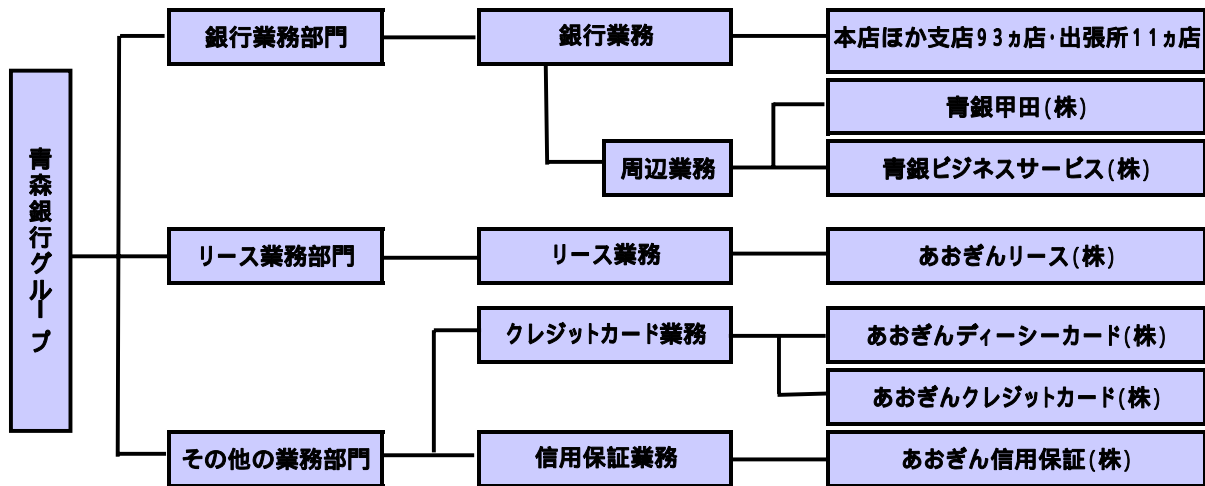 青森銀行グループ
銀行業務部門
銀行業務
本店ほか支店93ヵ店・出張所11ヵ店
青銀甲田(株)
周辺業務
青銀ビジネスサービス(株)
リース業務部門
リース業務
あおぎんリース(株)
クレジットカード業務
あおぎんディーシーカード(株)
あおぎんクレジットカード(株)
その他の業務部門
信用保証業務
あおぎん信用保証(株)